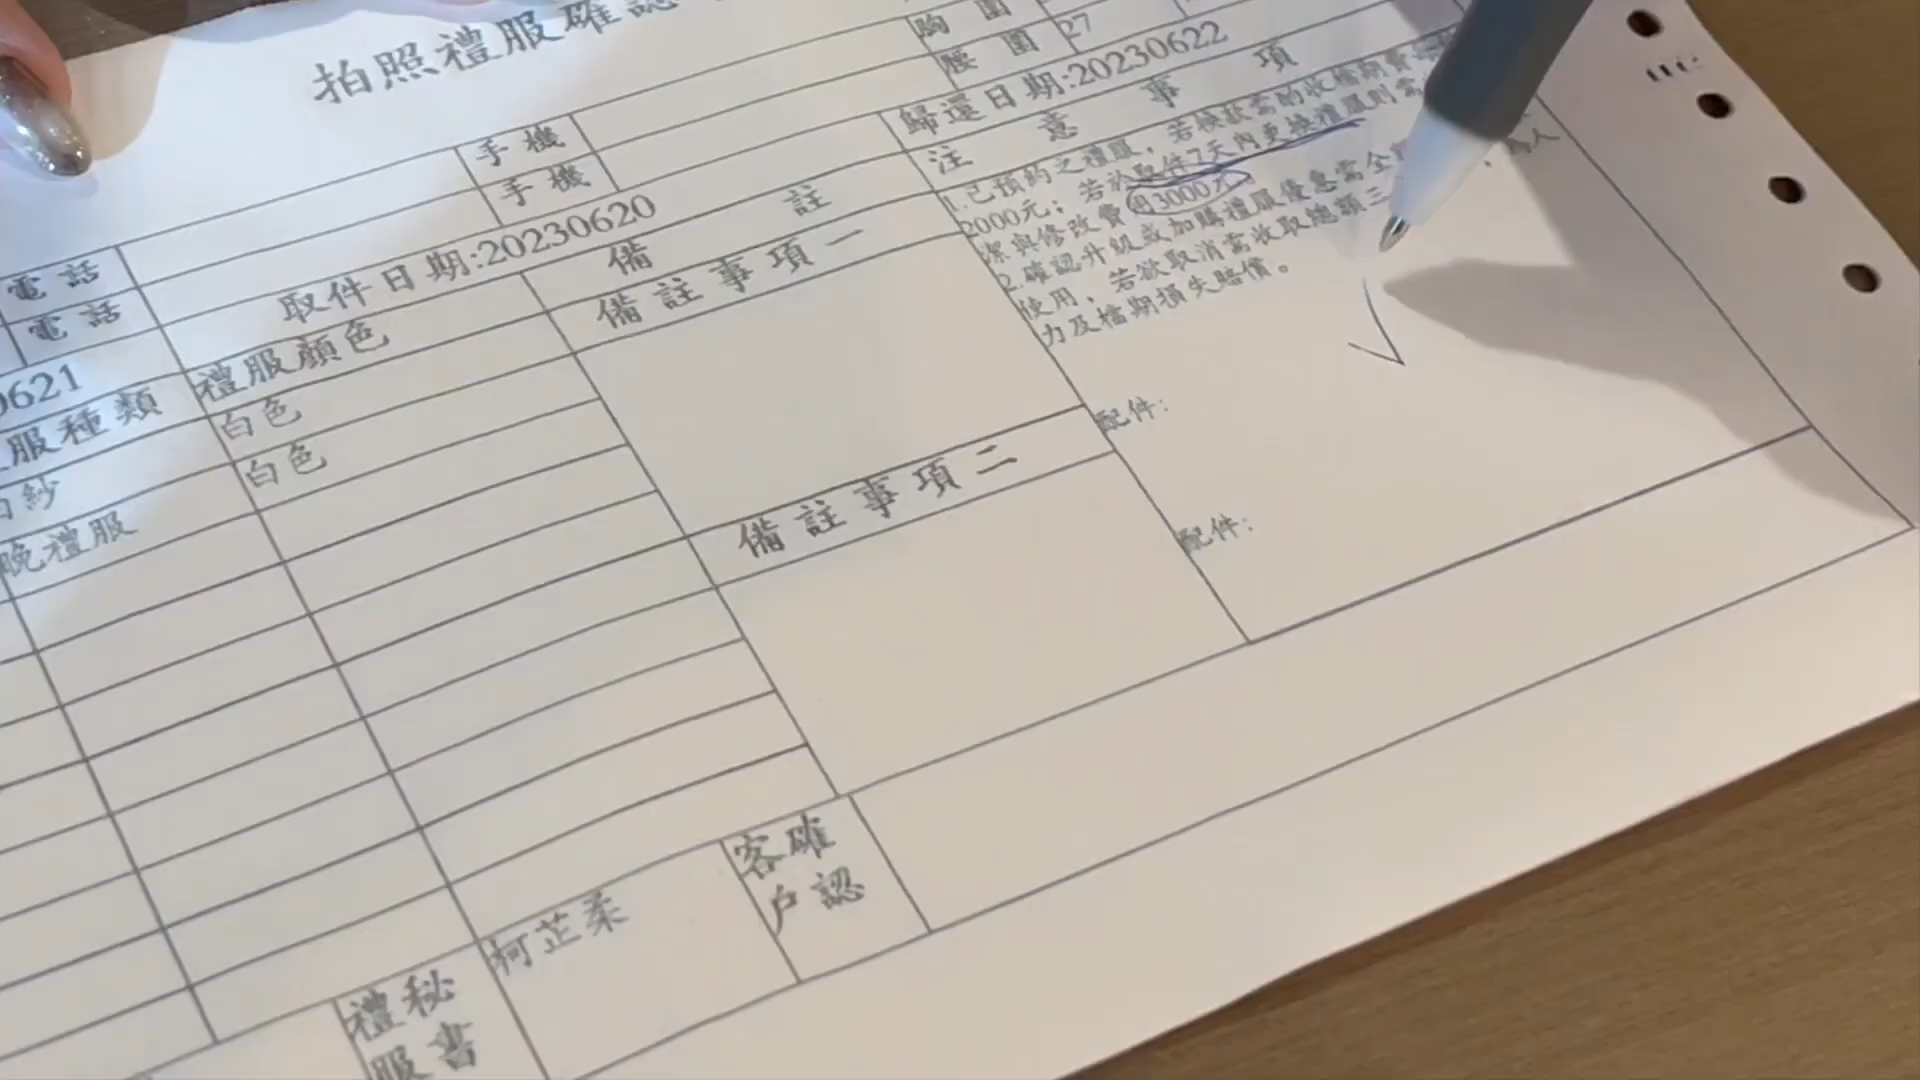 拍照禮服確認
胸圍
腰圍 27
手機
手機
電話
電話
取件日期:20230620
歸還日期:20230622
0621
服種類
禮服顏色
備註
注意事項
白紗
白色
晚禮服
白色
備註事項一
備註事項二
1.已預約之禮服,若換款需酌收檔期費
2000元;若於取件7天內更換禮服則需
潔與修改費用3000元。
2.確認升級或加購禮服優惠需全
使用,若欲取消需收取總額三
人
力及檔期損失賠償。
配件:
配件:
禮服秘書
柯芷柔
客戶確認